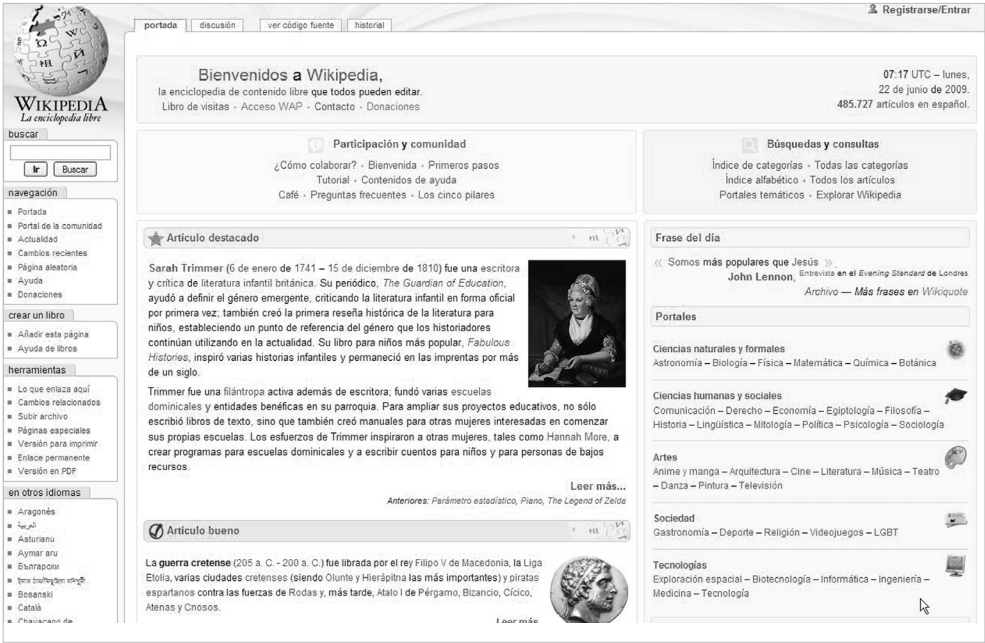 WIKIPEDIA
La enciclopedia libre
portada
discusión
ver código fuente
historial
Registrarse/Entrar
buscar
Ir
Buscar
navegación
Portada
Portal de la comunidad
Actualidad
Cambios recientes
Página aleatoria
Ayuda
Donaciones
crear un libro
Añadir esta página
Ayuda de libros
herramientas
Lo que enlaza aquí
Cambios relacionados
Subir archivo
Páginas especiales
Versión para imprimir
Enlace permanente
Versión en PDF
en otros idiomas
Aragonés
العربية
Asturianu
Aymar aru
Български
Bosanski
Català
Chavacano de
Bienvenidos a Wikipedia,
la enciclopedia de contenido libre que todos pueden editar.
Libro de visitas · Acceso WAP · Contacto · Donaciones
07:17 UTC – lunes,
22 de junio de 2009.
485.727 artículos en español.
Participación y comunidad
¿Cómo colaborar? · Bienvenida · Primeros pasos
Tutorial · Contenidos de ayuda
Café · Preguntas frecuentes · Los cinco pilares
Búsquedas y consultas
Índice de categorías · Todas las categorías
Índice alfabético · Todos los artículos
Portales temáticos · Explorar Wikipedia
Artículo destacado
Sarah Trimmer (6 de enero de 1741 – 15 de diciembre de 1810) fue una escritora
y crítica de literatura infantil británica. Su periódico, The Guardian of Education,
ayudó a definir el género emergente, criticando la literatura infantil en forma oficial
por primera vez; también creó la primera reseña histórica de la literatura para
niños, estableciendo un punto de referencia del género que los historiadores
continúan utilizando en la actualidad. Su libro para niños más popular, Fabulous
Histories, inspiró varias historias infantiles y permaneció en las imprentas por más
de un siglo.
Trimmer fue una filántropa activa además de escritora; fundó varias escuelas
dominicales y entidades benéficas en su parroquia. Para ampliar sus proyectos educativos, no sólo
escribió libros de texto, sino que también creó manuales para otras mujeres interesadas en comenzar
sus propias escuelas. Los esfuerzos de Trimmer inspiraron a otras mujeres, tales como Hannah More, a
crear programas para escuelas dominicales y a escribir cuentos para niños y para personas de bajos
recursos.
Leer más...
Anteriores: Parámetro estadístico, Piano, The Legend of Zelda
Artículo bueno
La guerra cretense (205 a. C. - 200 a. C.) fue librada por el rey Filipo V de Macedonia, la Liga
Etolia, varias ciudades cretenses (siendo Olunte y Hierápitna las más importantes) y piratas
espartanos contra las fuerzas de Rodas y, más tarde, Atalo I de Pérgamo, Bizancio, Cícico,
Atenas y Cnosos.
Leer más
Frase del día
« Somos más populares que Jesús ».
John Lennon, Entrevista en el Evening Standard de Londres
Archivo — Más frases en Wikiquote
Portales
Ciencias naturales y formales
Astronomía – Biología – Física – Matemática – Química – Botánica
Ciencias humanas y sociales
Comunicación – Derecho – Economía – Egiptología – Filosofía –
Historia – Lingüística – Mitología – Política – Psicología – Sociología
Artes
Anime y manga – Arquitectura – Cine – Literatura – Música – Teatro
– Danza – Pintura – Televisión
Sociedad
Gastronomía – Deporte – Religión – Videojuegos – LGBT
Tecnologías
Exploración espacial – Biotecnología – Informática – Ingeniería –
Medicina – Tecnología